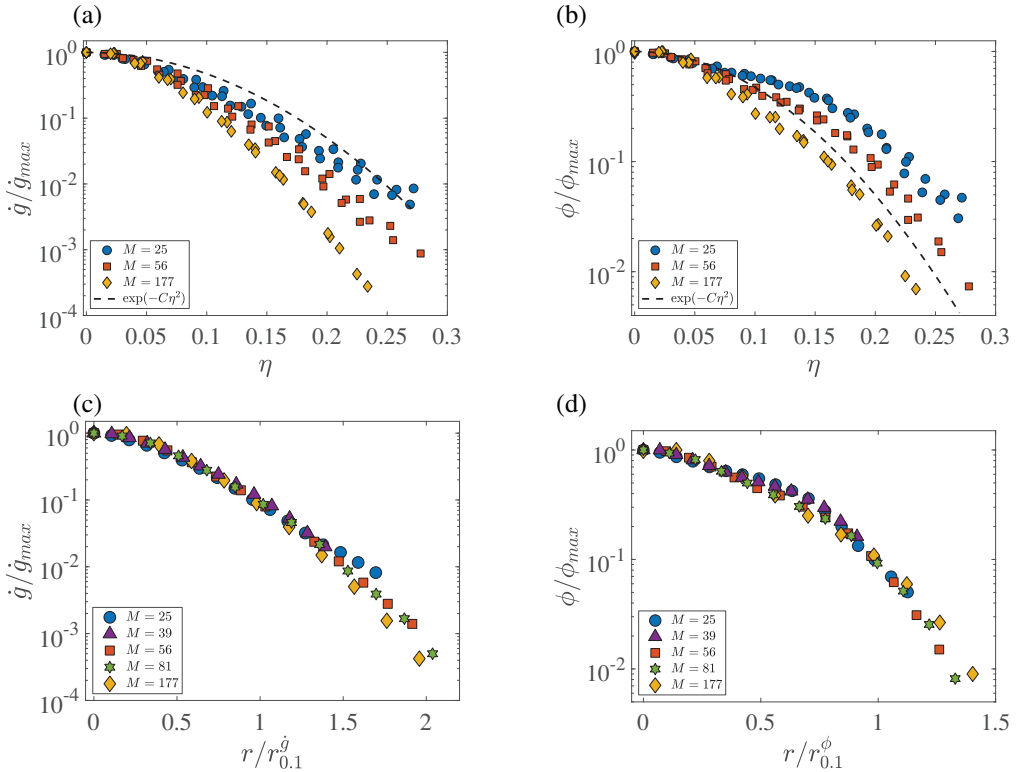 (a)
10^0
10^-1
10^-2
10^-3
10^-4
ġ/ġ_max
M = 25
M = 56
M = 177
exp(−Cη²)
0 0.05 0.1 0.15 0.2 0.25 0.3
η
(b)
10^0
10^-1
10^-2
ϕ/ϕ_max
M = 25
M = 56
M = 177
exp(−Cη²)
0 0.05 0.1 0.15 0.2 0.25 0.3
η
(c)
10^0
10^-1
10^-2
10^-3
10^-4
ġ/ġ_max
M = 25
M = 39
M = 56
M = 81
M = 177
0 0.5 1 1.5 2
r/r_0.1^ġ
(d)
10^0
10^-1
10^-2
ϕ/ϕ_max
M = 25
M = 39
M = 56
M = 81
M = 177
0 0.5 1 1.5
r/r_0.1^ϕ